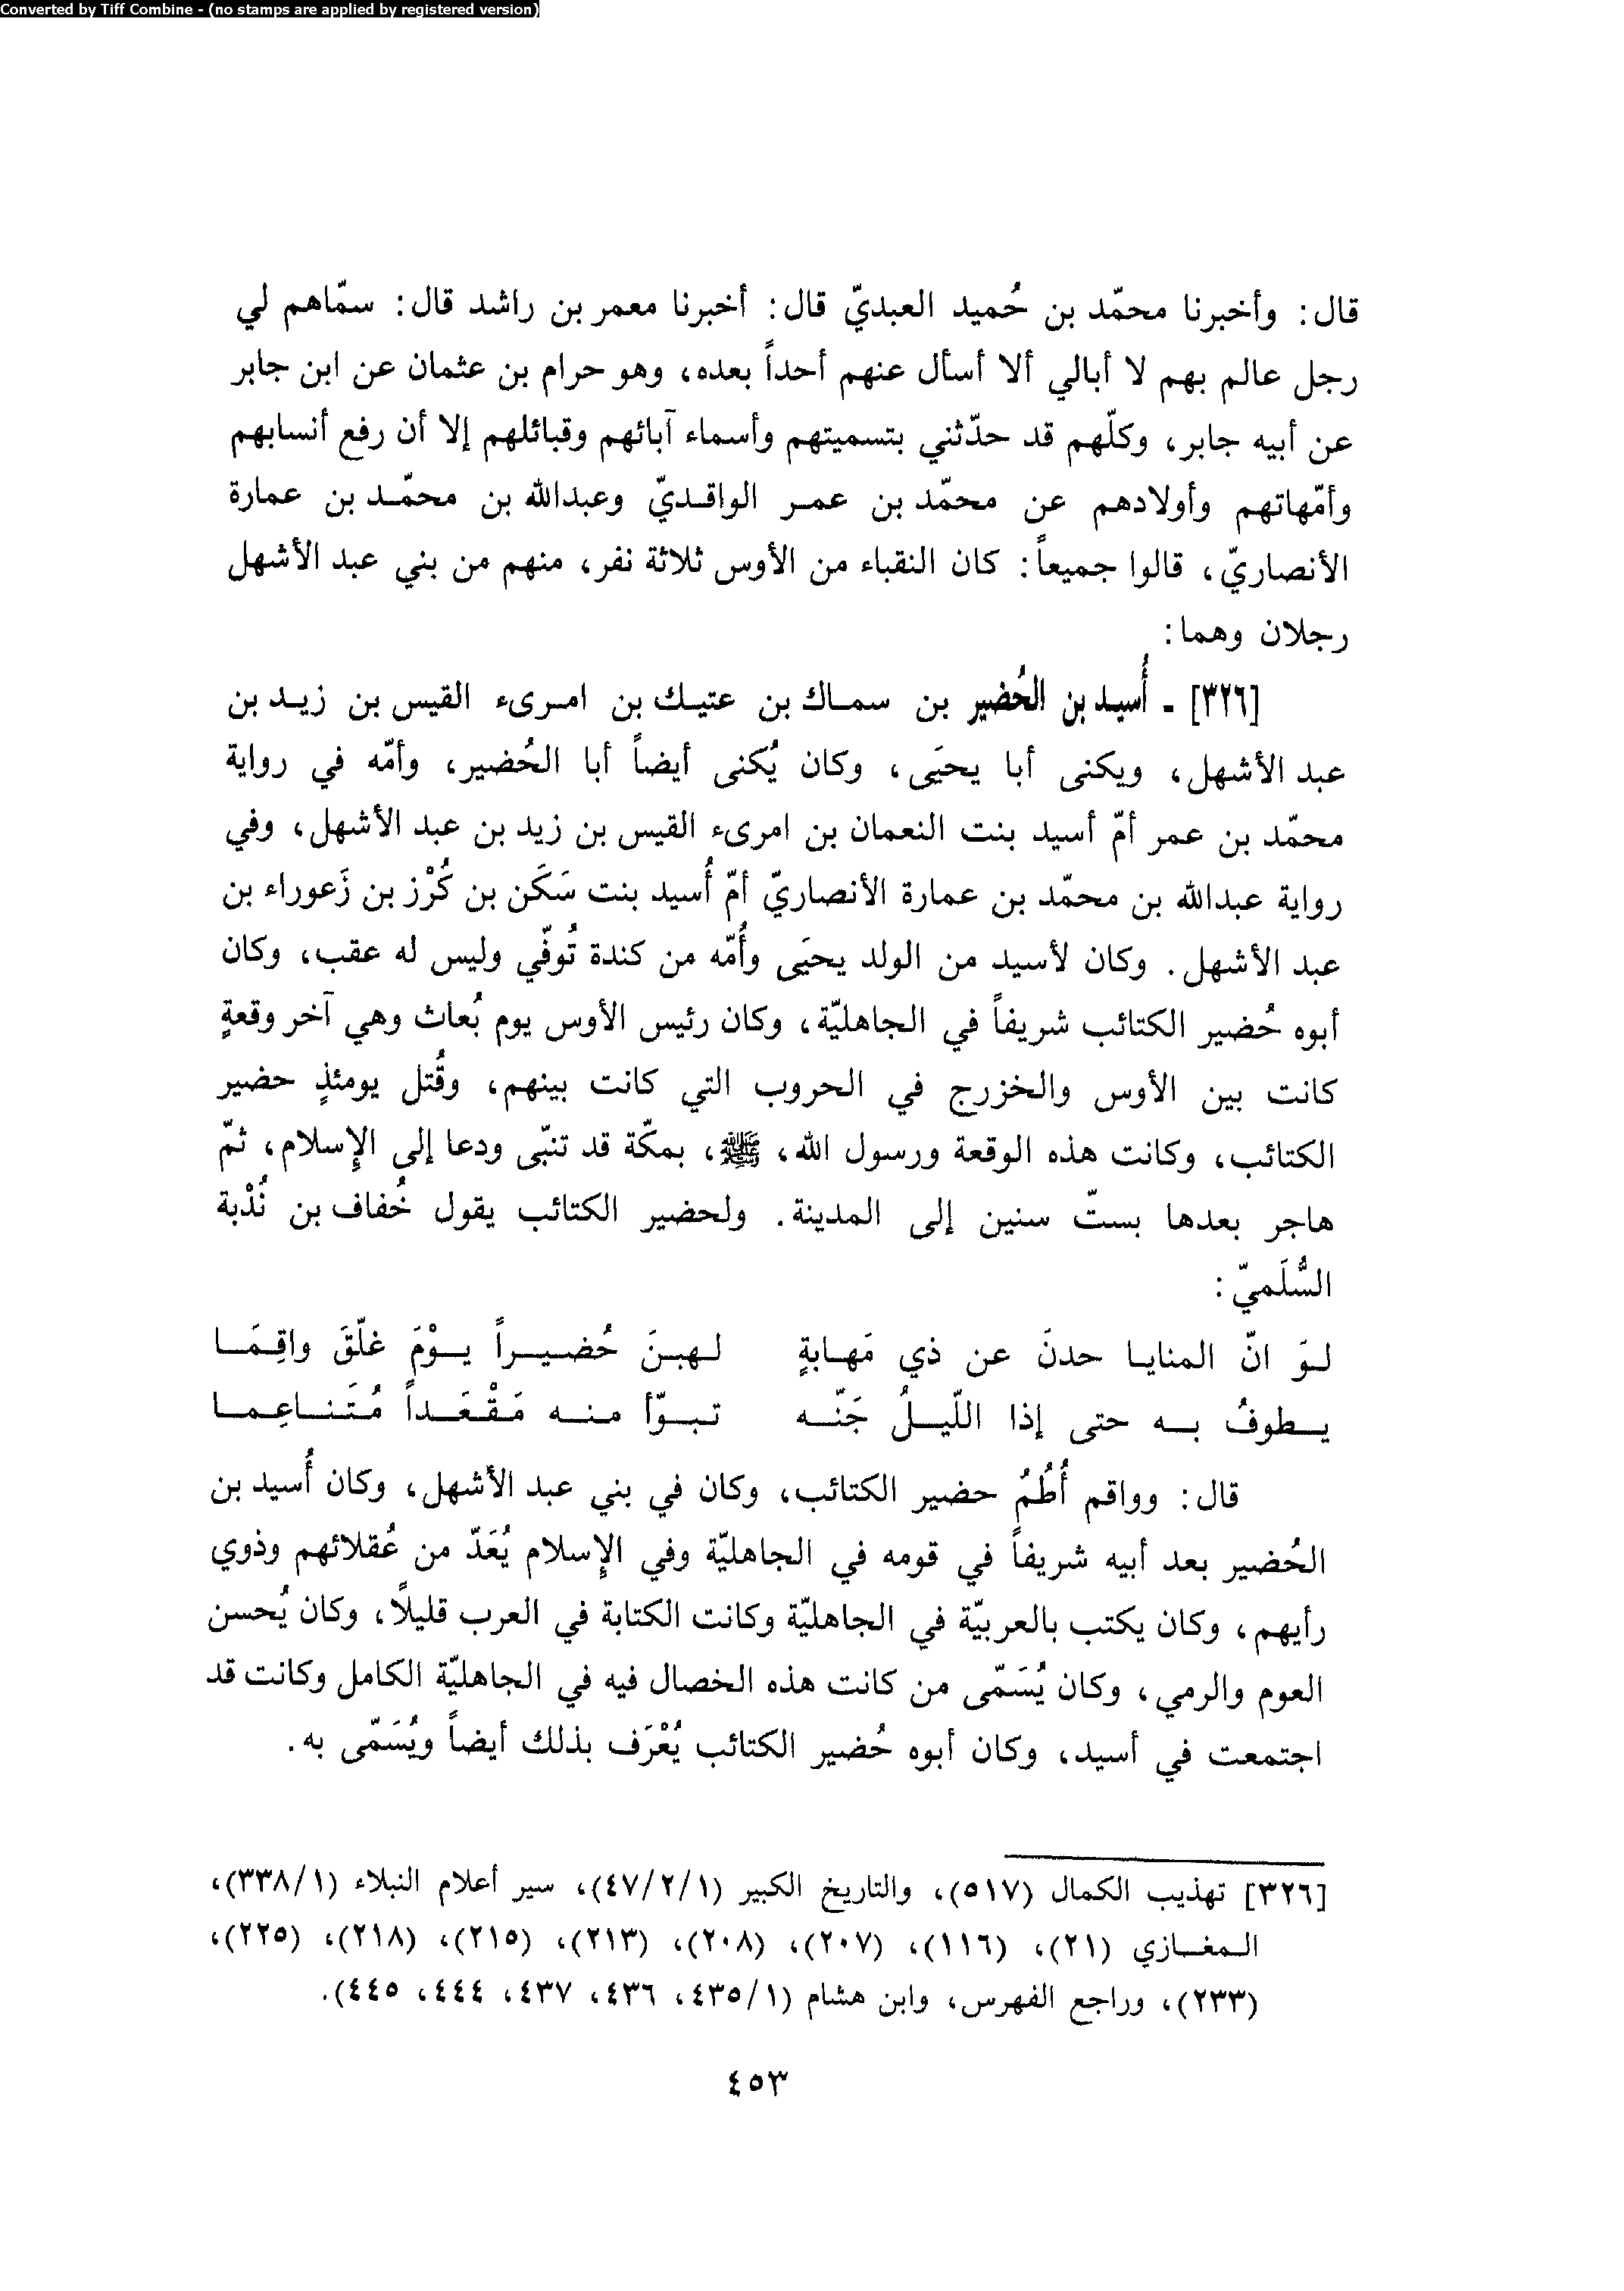 Converted by Tiff Combine - (no stamps are applied by registered version)
قال: وأخبرنا محمّد بن حُميد العبديّ قال: أخبرنا معمر بن راشد قال: سمّاهم لي
رجل عالم بهم لا أبالي ألا أسأل عنهم أحداً بعده، وهو حرام بن عثمان عن ابن جابر
عن أبيه جابر، وكلّهم قد حدّثني بتسميتهم وأسماء آبائهم وقبائلهم إلا أن رفع أنسابهم
وأمّهاتهم وأولادهم عن محمّد بن عمر الواقديّ وعبدالله بن محمّد بن عمارة
الأنصاريّ، قالوا جميعاً: كان النقباء من الأوس ثلاثة نفر، منهم من بني عبد الأشهل
رجلان وهما:
[٣٢٦] - أُسيد بن الحُضير بن سماك بن عتيك بن امرىء القيس بن زيد بن
عبد الأشهل، ويكنى أبا يحيَى، وكان يُكنى أيضاً أبا الحُضير، وأمّه في رواية
محمّد بن عمر أمّ أسيد بنت النعمان بن امرىء القيس بن زيد بن عبد الأشهل، وفي
رواية عبدالله بن محمّد بن عمارة الأنصاريّ أمّ أُسيد بنت سَكَن بن كُرْز بن زَعوراء بن
عبد الأشهل. وكان لأسيد من الولد يحيَى وأُمّه من كندة تُوفّي وليس له عقب، وكان
أبوه حُضير الكتائب شريفاً في الجاهليّة، وكان رئيس الأوس يوم بُعاث وهي آخر وقعةٍ
كانت بين الأوس والخزرج في الحروب التي كانت بينهم، وقُتل يومئذٍ حضير
الكتائب، وكانت هذه الوقعة ورسول الله، ﷺ، بمكّة قد تنبّى ودعا إلى الإِسلام، ثمّ
هاجر بعدها بستّ سنين إلى المدينة. ولحضير الكتائب يقول خُفاف بن نُدْبة
السُّلَميّ:
لوَ انّ المنايا حدنَ عن ذي مَهابةٍ لهبنَ حُضيراً يوْمَ غلّقَ واقِمَا
يطوفُ به حتى إذا اللّيلُ جَنّه تبوّأ منه مَقْعَداً مُتَناعِما
قال: وواقم أُطُمُ حضير الكتائب، وكان في بني عبد الأشهل، وكان أُسيد بن
الحُضير بعد أبيه شريفاً في قومه في الجاهليّة وفي الإِسلام يُعَدّ من عُقلائهم وذوي
رأيهم، وكان يكتب بالعربيّة في الجاهليّة وكانت الكتابة في العرب قليلاً، وكان يُحسن
العوم والرمي، وكان يُسَمّى من كانت هذه الخصال فيه في الجاهليّة الكامل وكانت قد
اجتمعت في أسيد، وكان أبوه حُضير الكتائب يُعْرَف بذلك أيضاً ويُسَمّى به.
[٣٢٦] تهذيب الكمال (٥١٧)، والتاريخ الكبير (٤٧/٢/١)، سير أعلام النبلاء (٣٣٨/١)،
المغازي (٢١)، (١١٦)، (٢٠٧)، (٢٠٨)، (٢١٣)، (٢١٥)، (٢١٨)، (٢٢٥)،
(٢٣٣)، وراجع الفهرس، وابن هشام (٤٣٥/١، ٤٣٦، ٤٣٧، ٤٤٤، ٤٤٥).
٤٥٣